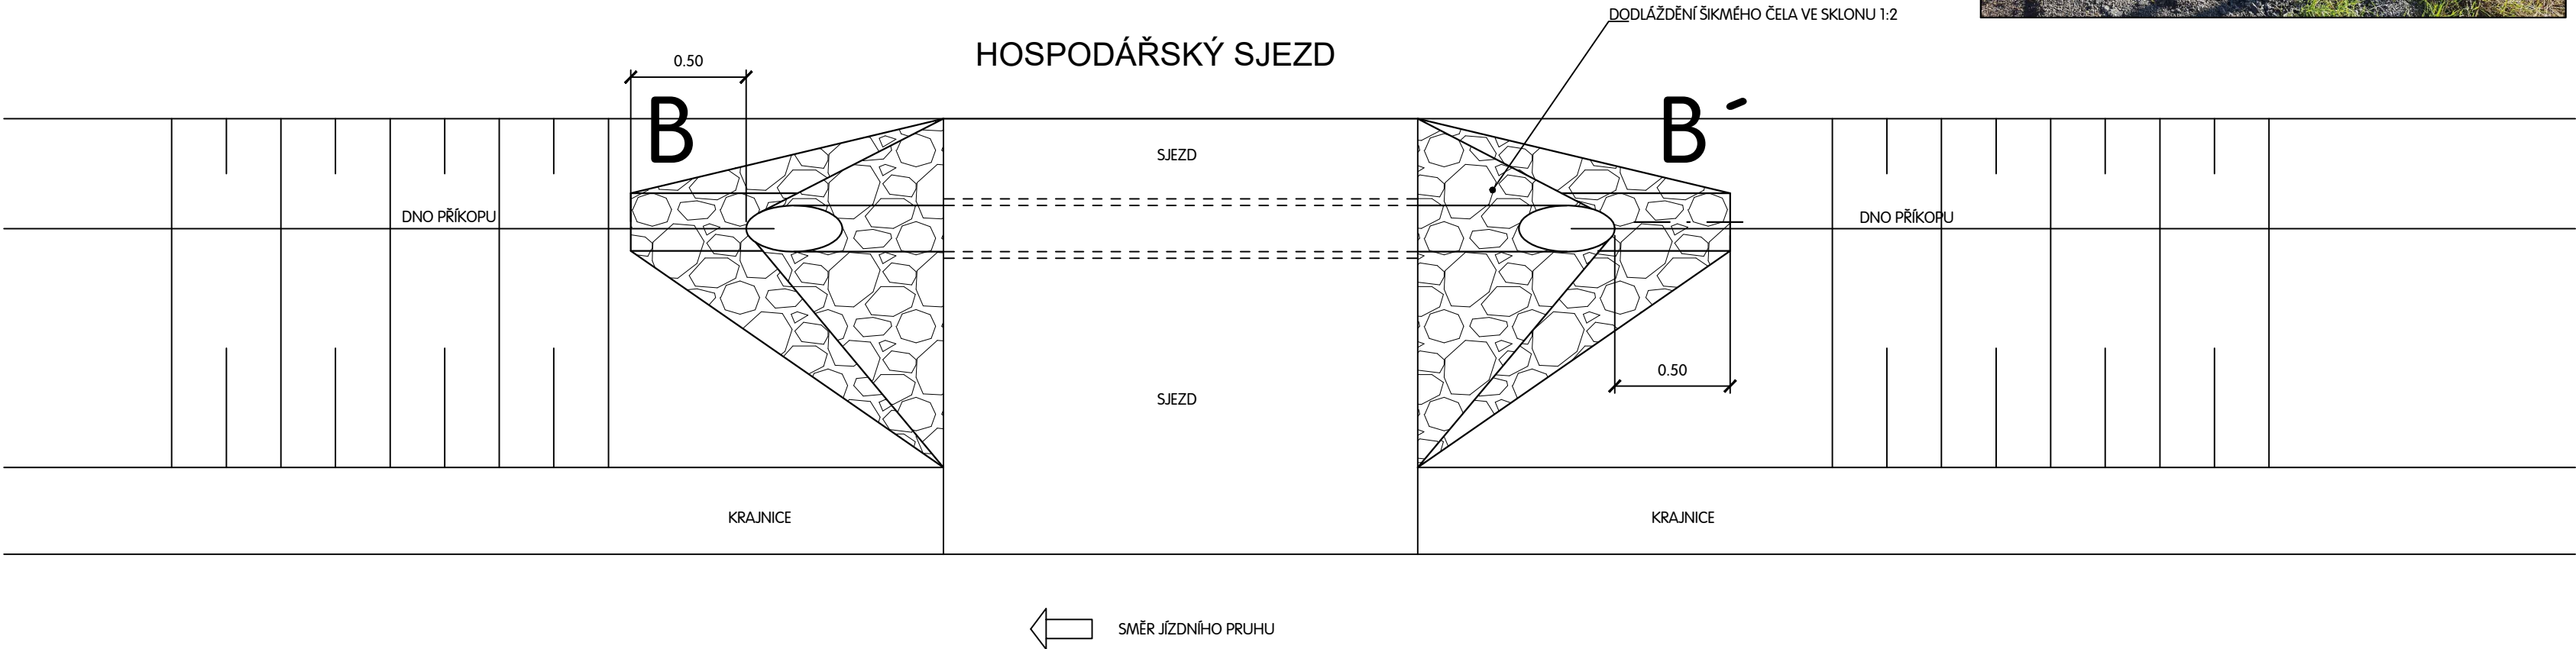 DODLÁŽDĚNÍ ŠIKMÉHO ČELA VE SKLONU 1:2
HOSPODÁŘSKÝ SJEZD
0.50
B
B´
SJEZD
DNO PŘÍKOPU
DNO PŘÍKOPU
0.50
SJEZD
KRAJNICE
KRAJNICE
SMĚR JÍZDNÍHO PRUHU